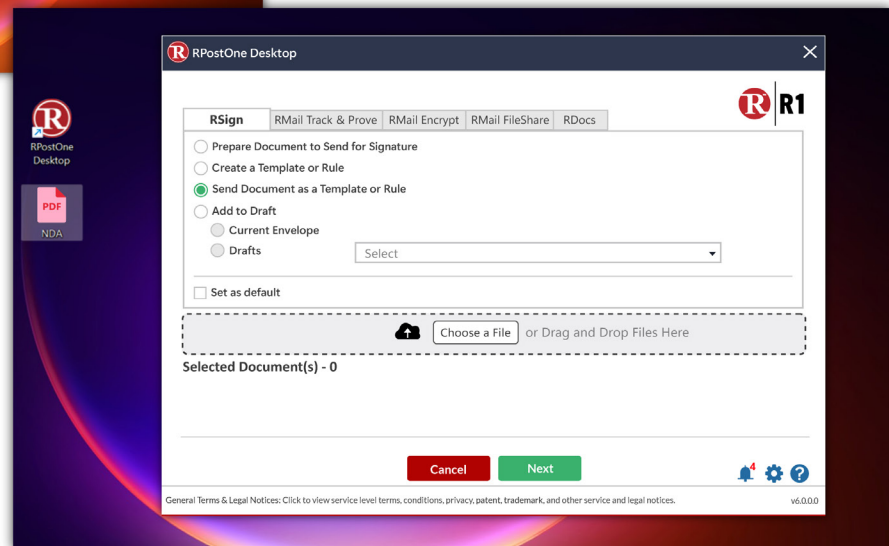 RPostOne Desktop
R R1
RSign RMail Track & Prove RMail Encrypt RMail FileShare RDocs
Prepare Document to Send for Signature
Create a Template or Rule
Send Document as a Template or Rule
Add to Draft
Current Envelope
Drafts Select
Set as default
Choose a File or Drag and Drop Files Here
Selected Document(s) - 0
Cancel Next
4 ?
General Terms & Legal Notices: Click to view service level terms, conditions, privacy, patent, trademark, and other service and legal notices. v6.0.0.0
R
RPostOne
Desktop
PDF
NDA